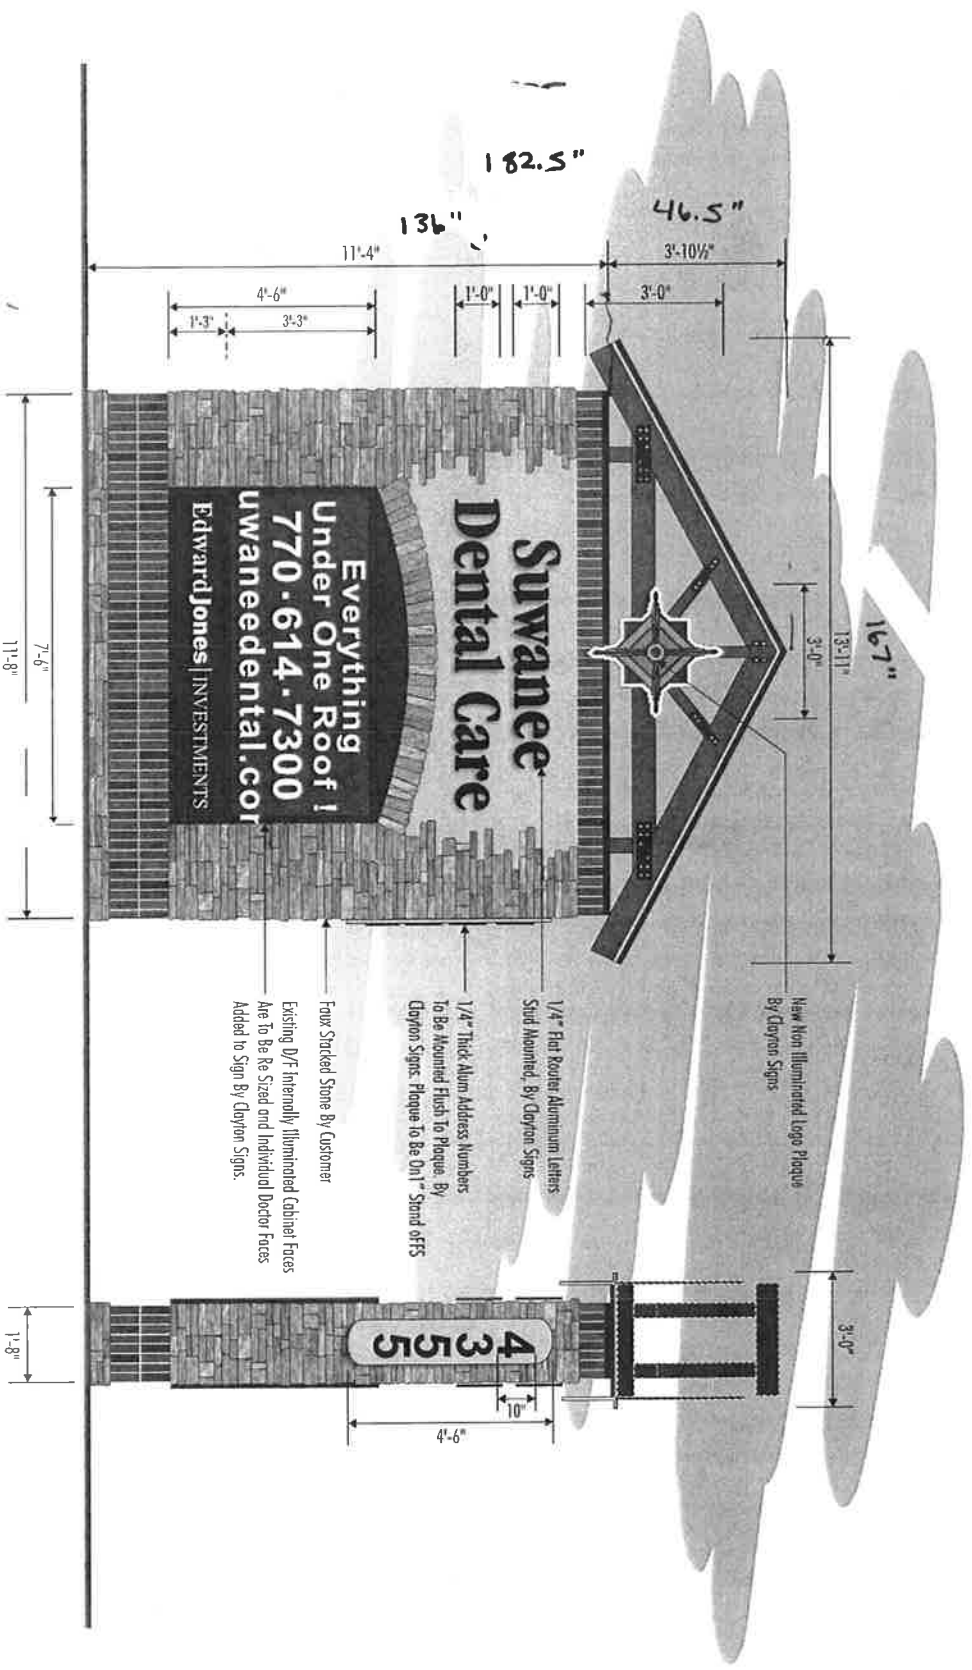 167"
13'-11"
3'-0"
46.5"
3'-10½"
3'-0"
182.5"
136"
11'-4"
1'-0"
1'-0"
4'-6"
3'-3"
1'-3"
Suwanee
Dental Care
Everything
Under One Roof !
770·614·7300
uwaneedental.cor
EdwardJones | INVESTMENTS
7'-6"
11'-8"
New Non Illuminated Logo Plaque
By Clayton Signs
1/4" Flat Router Aluminum Letters
Stud Mounted, By Clayton Signs
1/4" Thick Alum Address Numbers
To Be Mounted Flush To Plaque. By
Clayton Signs. Plaque To Be On1" Stand oFFS
Faux Stacked Stone By Customer
Existing D/F Internally Illuminated Cabinet Faces
Are To Be Re Sized and Individual Doctor Faces
Added to Sign By Clayton Signs.
3'-0"
4
3
5
5
10"
4'-6"
1'-8"